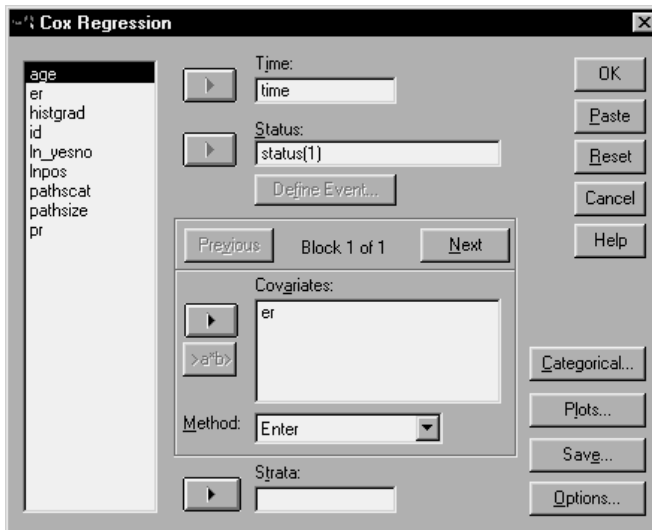 Cox Regression
age
er
histgrad
id
ln_yesno
lnpos
pathscat
pathsize
pr
Time:
time
Status:
status(1)
Define Event...
Previous
Block 1 of 1
Next
Covariates:
er
>a*b>
Method:
Enter
Strata:
OK
Paste
Reset
Cancel
Help
Categorical...
Plots...
Save...
Options...